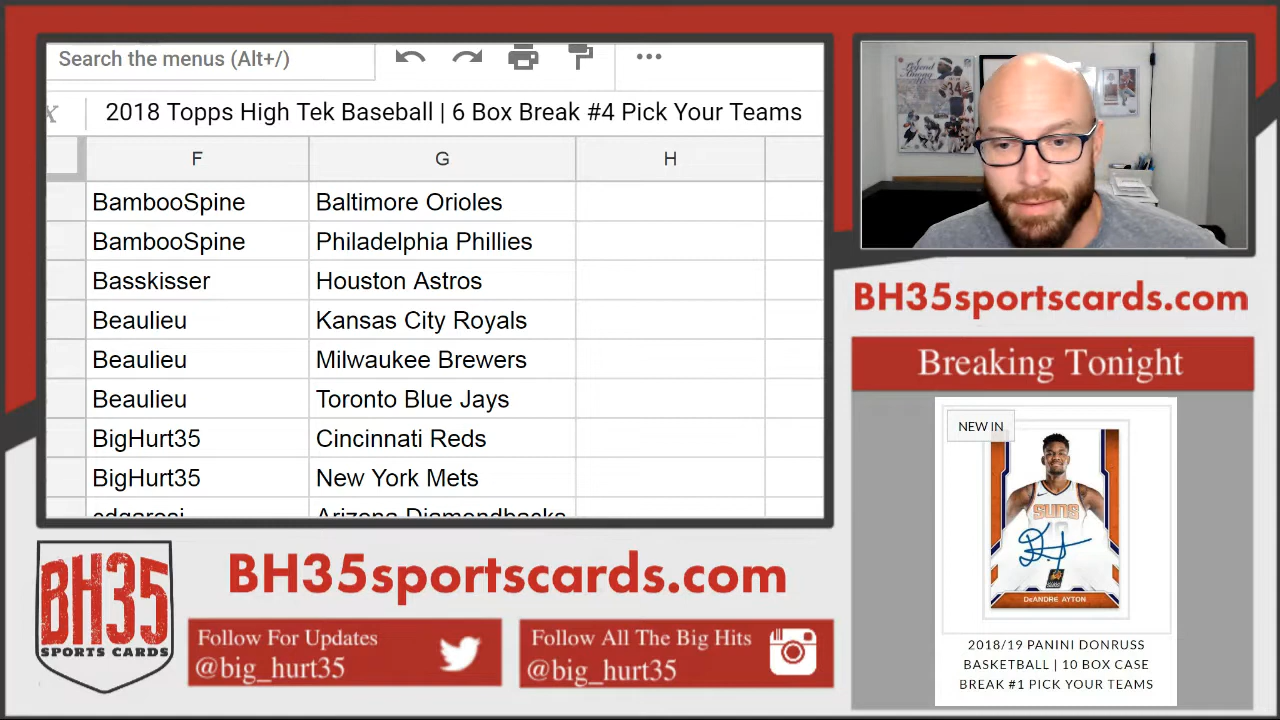 Search the menus (Alt+/)
2018 Topps High Tek Baseball | 6 Box Break #4 Pick Your Teams
F G H
BambooSpine Baltimore Orioles
BambooSpine Philadelphia Phillies
Basskisser Houston Astros
Beaulieu Kansas City Royals
Beaulieu Milwaukee Brewers
Beaulieu Toronto Blue Jays
BigHurt35 Cincinnati Reds
BigHurt35 New York Mets
Arizona Diamondbacks
BH35sportscards.com
Breaking Tonight
NEW IN
SUNS
DEANDRE AYTON
2018/19 PANINI DONRUSS
BASKETBALL | 10 BOX CASE
BREAK #1 PICK YOUR TEAMS
BH35
SPORTS CARDS
BH35sportscards.com
Follow For Updates
@big_hurt35
Follow All The Big Hits
@big_hurt35